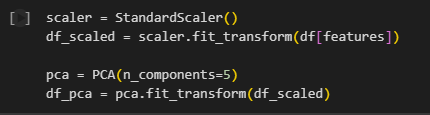 [ ] scaler = StandardScaler()
df_scaled = scaler.fit_transform(df[features])
pca = PCA(n_components=5)
df_pca = pca.fit_transform(df_scaled)